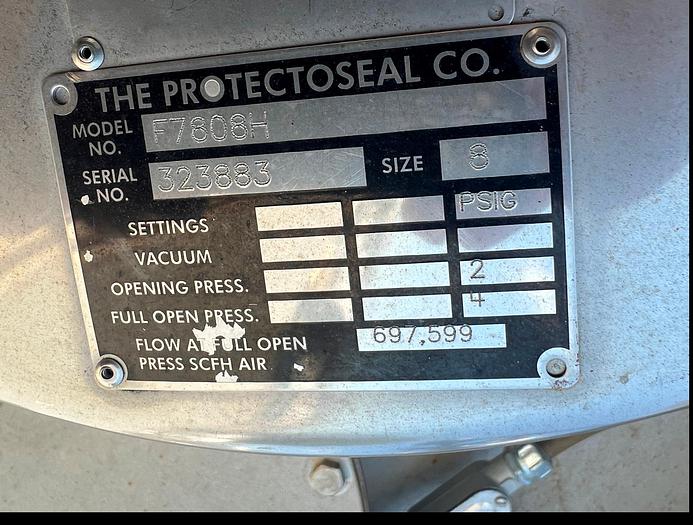 THE PROTECTOSEAL CO.
MODEL NO. F7808H
SERIAL NO. 323883 SIZE 8
SETTINGS PSIG
VACUUM
OPENING PRESS. 2
FULL OPEN PRESS. 4
FLOW AT FULL OPEN 697,599
PRESS SCFH AIR